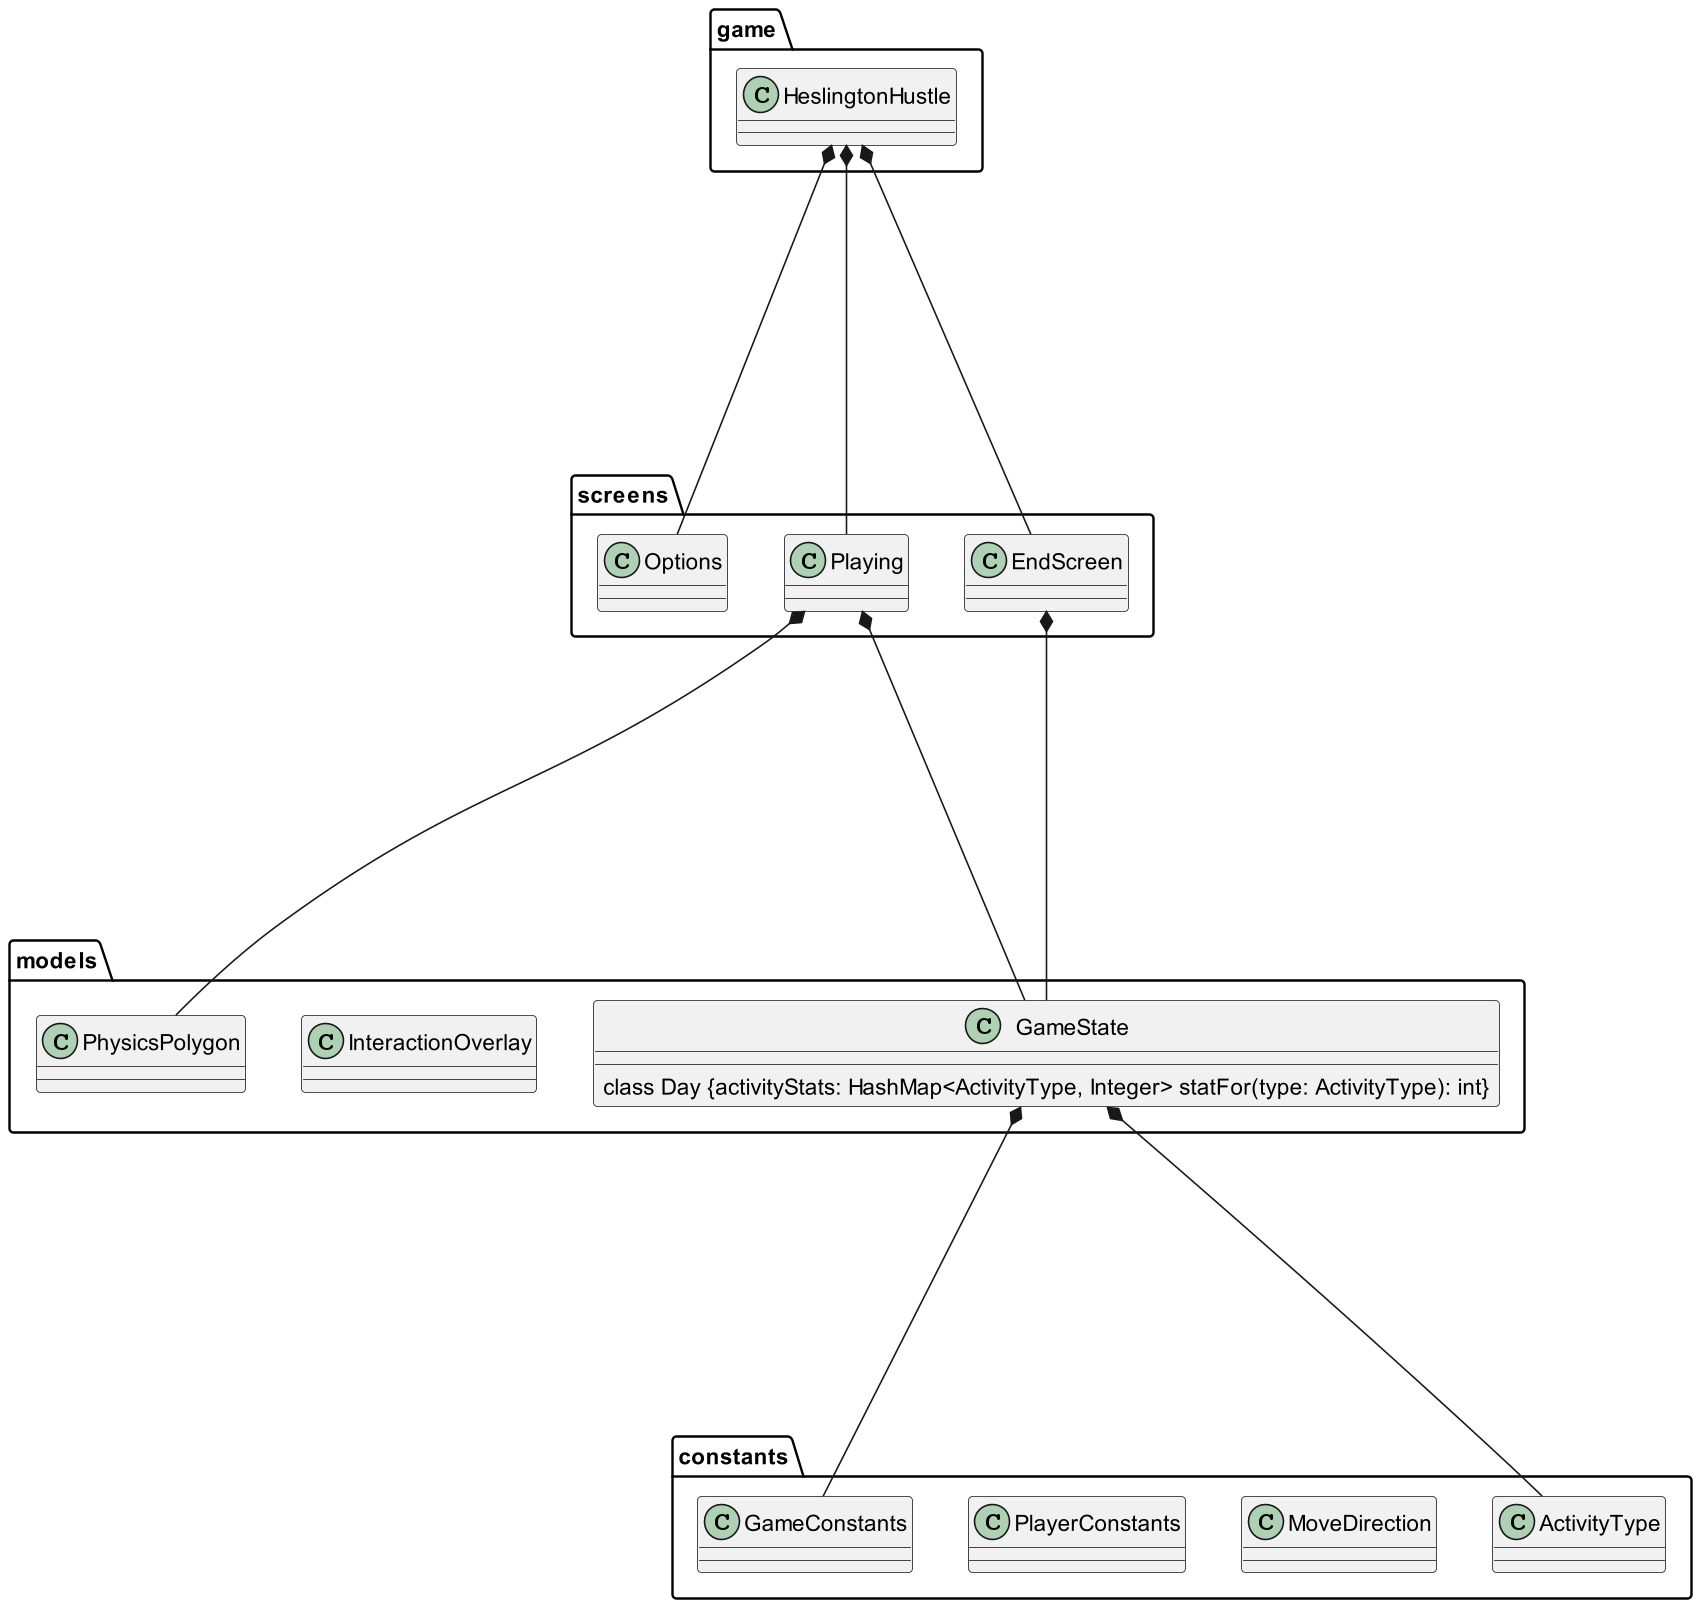 game
C HeslingtonHustle
screens
C Options
C Playing
C EndScreen
models
C PhysicsPolygon
C InteractionOverlay
C GameState
class Day {activityStats: HashMap<ActivityType, Integer> statFor(type: ActivityType): int}
constants
C GameConstants
C PlayerConstants
C MoveDirection
C ActivityType